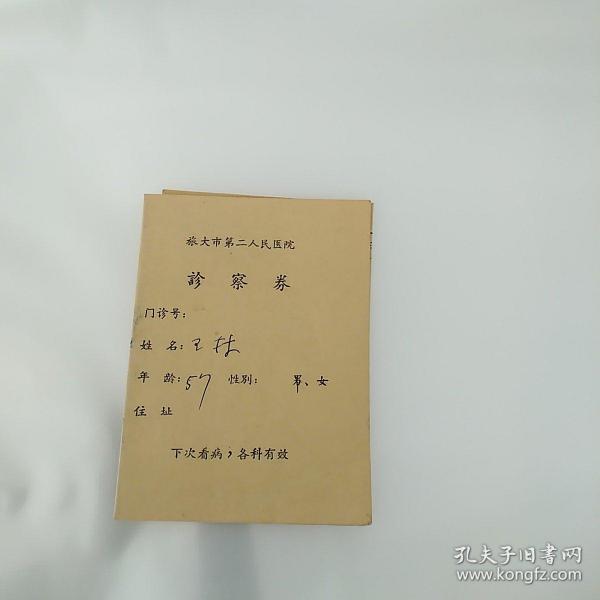 旅大市第二人民医院
診察券
门诊号：
姓名：王林
年龄：57 性别： 男、女
住址
下次看病，各科有效
孔夫子旧书网
www.kongfz.com